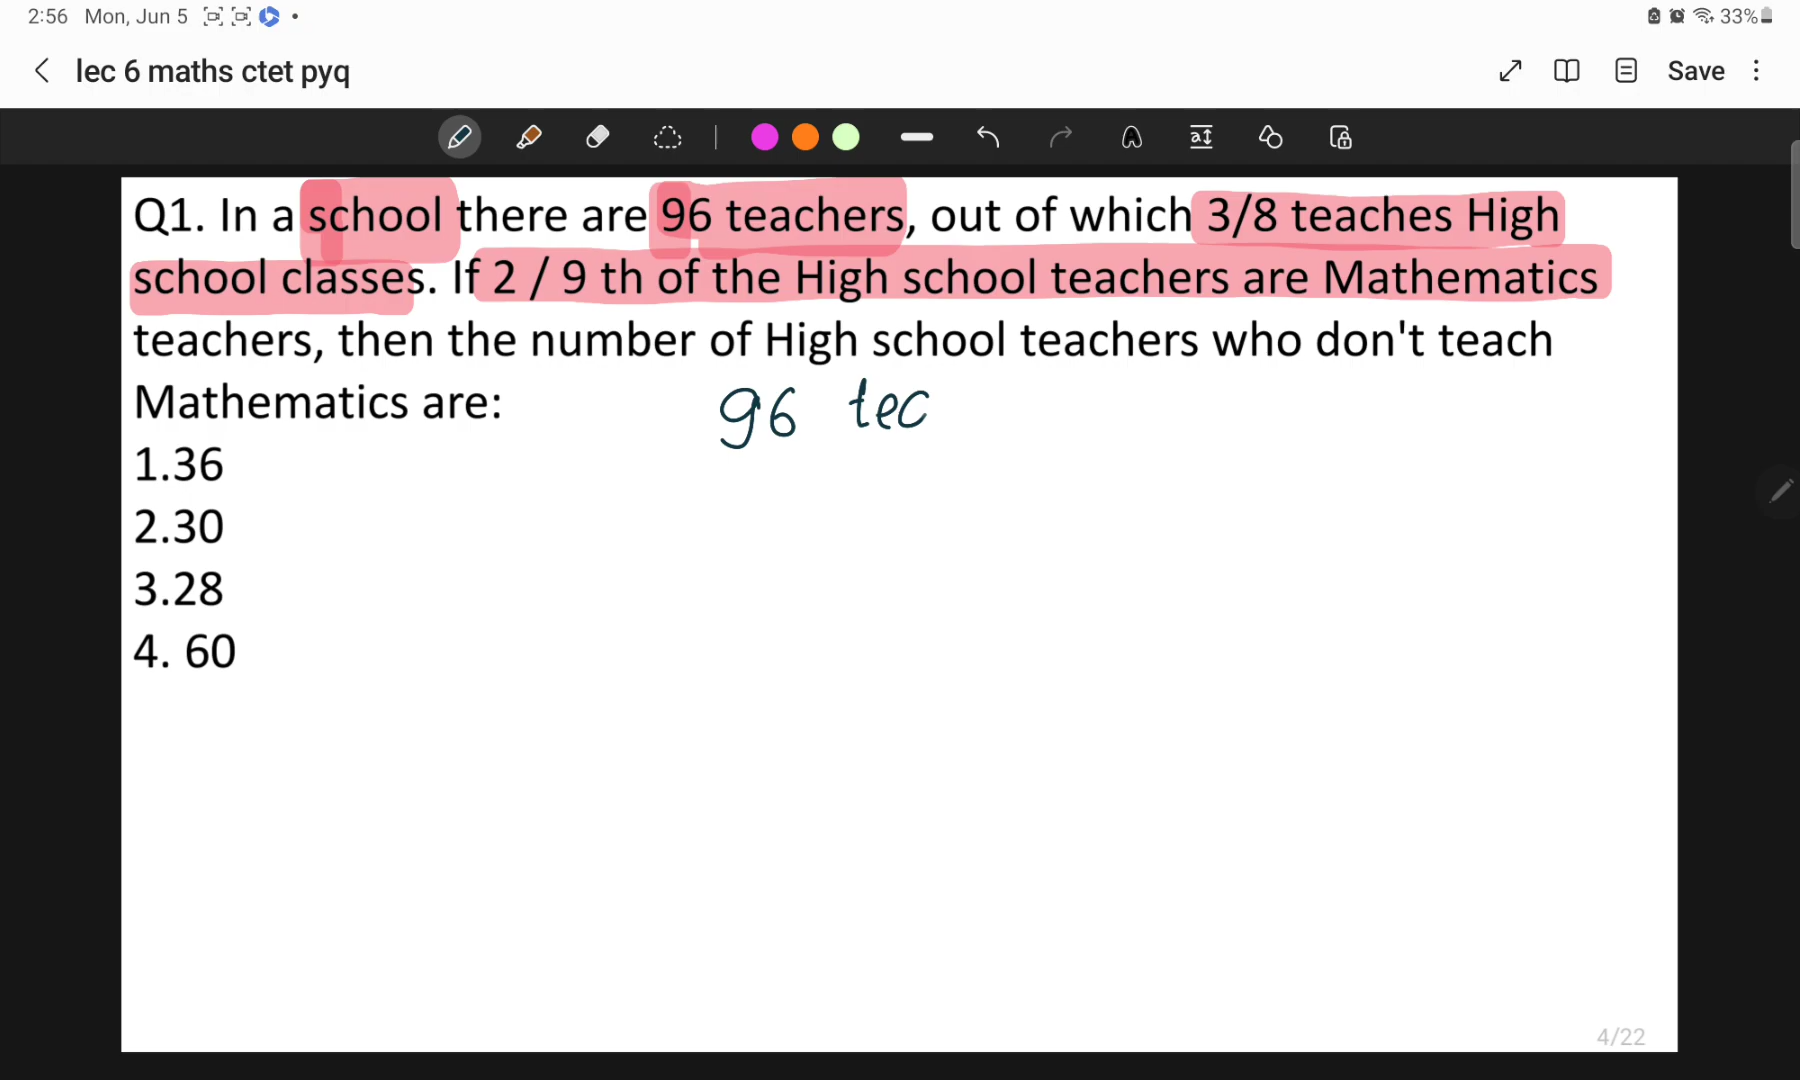 2:56 Mon, Jun 5 33%
lec 6 maths ctet pyq Save
Q1. In a school there are 96 teachers, out of which 3/8 teaches High
school classes. If 2 / 9 th of the High school teachers are Mathematics
teachers, then the number of High school teachers who don't teach
Mathematics are:
96 tec
1.36
2.30
3.28
4. 60
4/22